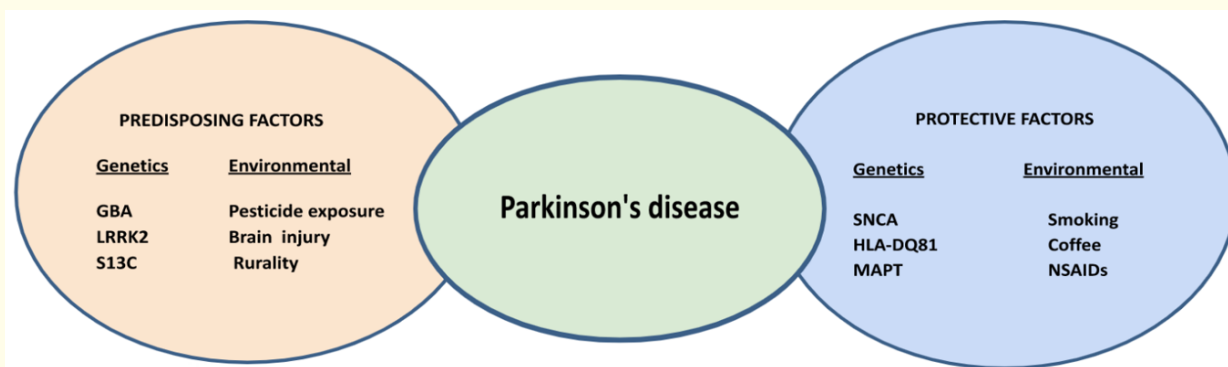 PREDISPOSING FACTORS
Genetics Environmental
GBA Pesticide exposure
LRRK2 Brain injury
S13C Rurality
Parkinson's disease
PROTECTIVE FACTORS
Genetics Environmental
SNCA Smoking
HLA-DQ81 Coffee
MAPT NSAIDs